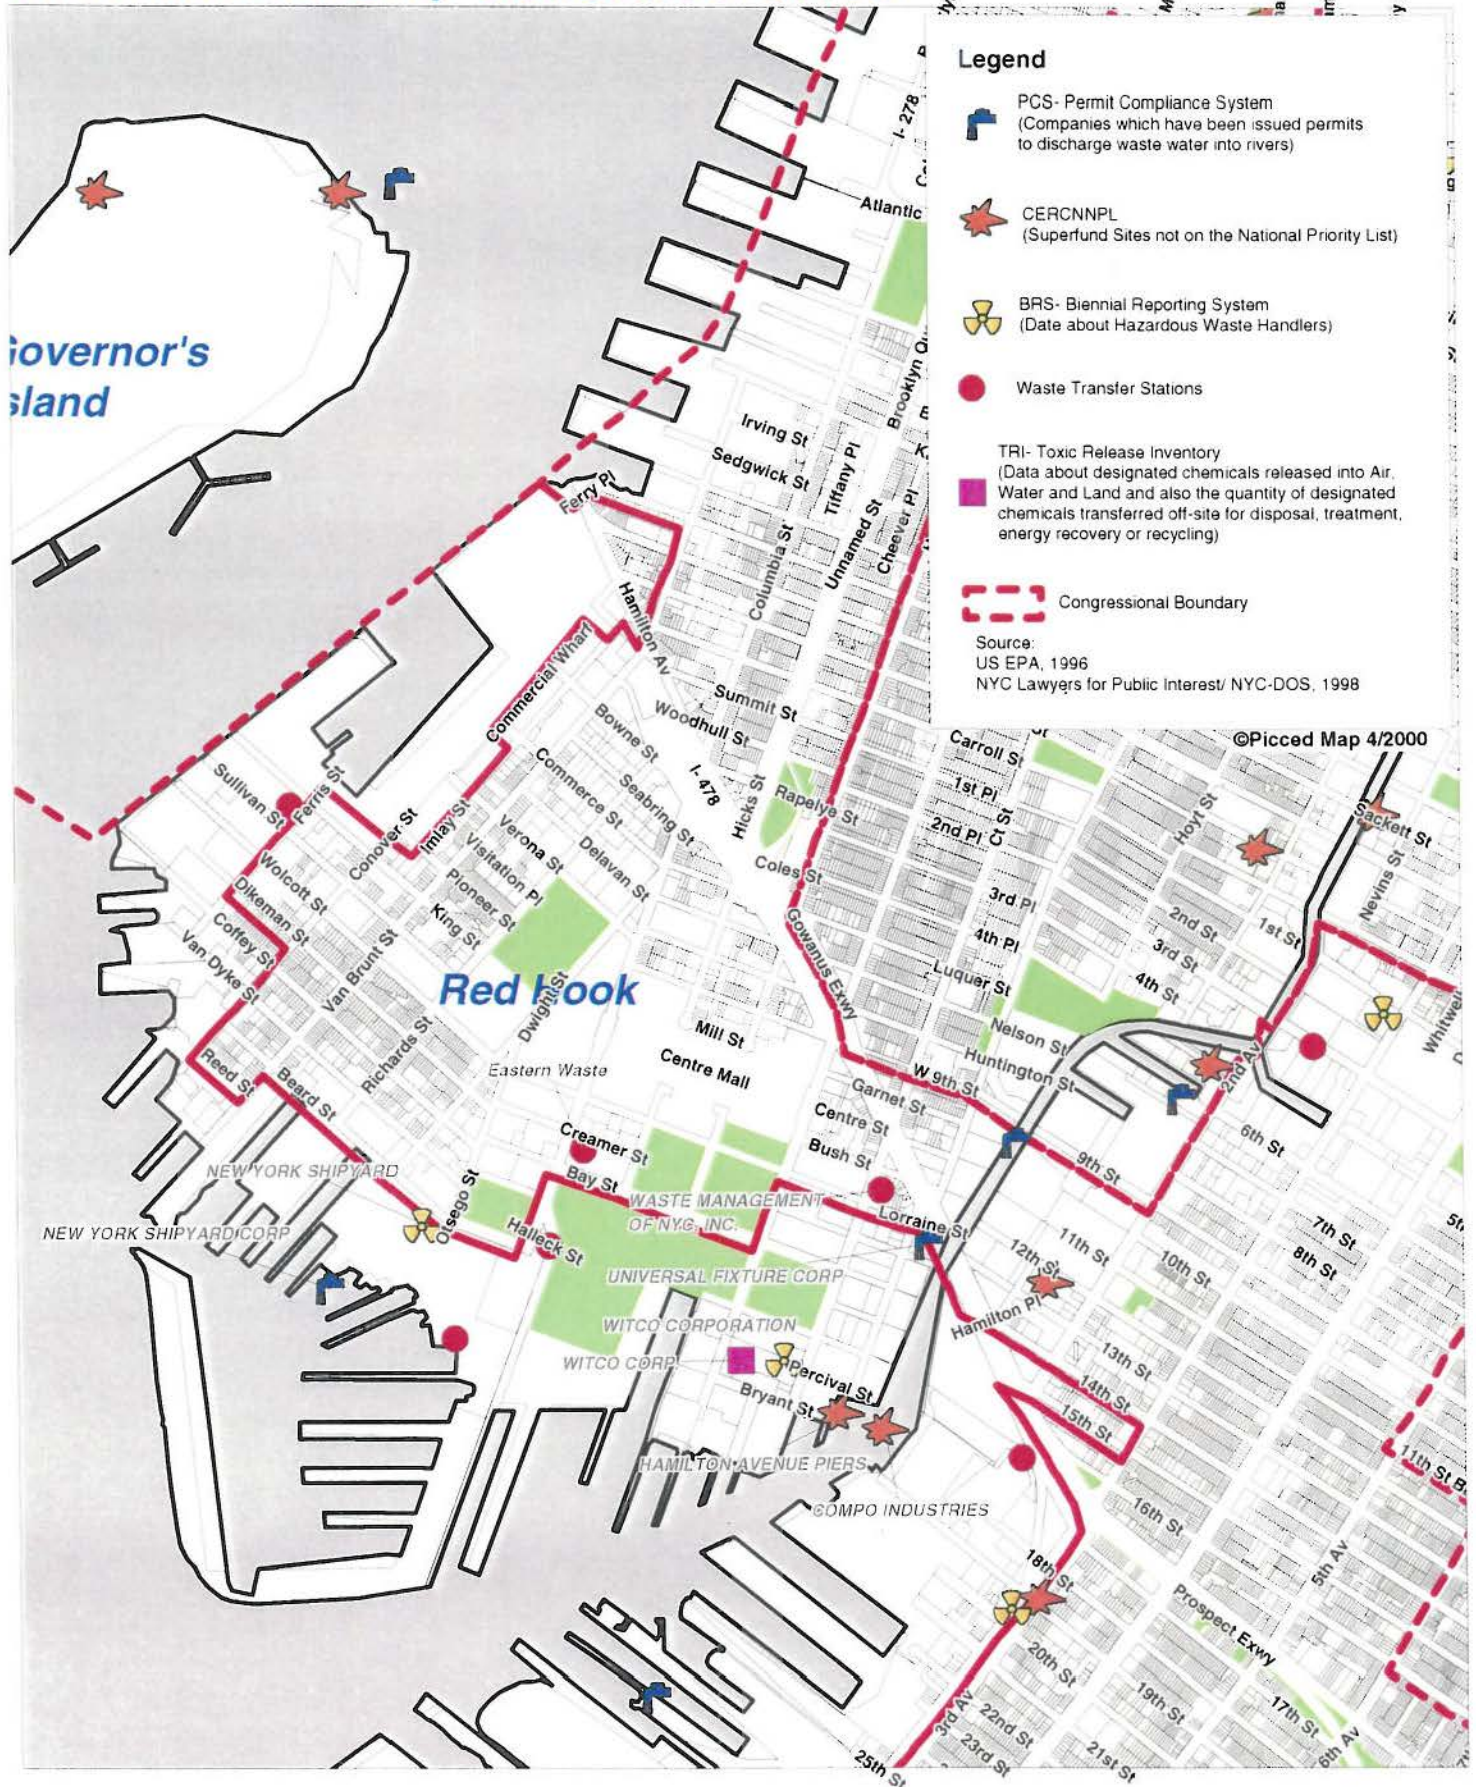 Legend
PCS- Permit Compliance System
(Companies which have been issued permits
to discharge waste water into rivers)
CERCNNPL
(Superfund Sites not on the National Priority List)
BRS- Biennial Reporting System
(Date about Hazardous Waste Handlers)
Waste Transfer Stations
TRI- Toxic Release Inventory
(Data about designated chemicals released into Air,
Water and Land and also the quantity of designated
chemicals transferred off-site for disposal, treatment,
energy recovery or recycling)
Congressional Boundary
Source:
US EPA, 1996
NYC Lawyers for Public Interest/ NYC-DOS, 1998
©Picced Map 4/2000
I- 278
Atlantic
overnor's
sland
Brooklyn
Irving St
Sedgwick St
Tiffany Pl
Unnamed St
Cheever Pl
Columbia St
Ferry Pl
Hamilton Av
Commercial Wharf
Summit St
Woodhull St
Bowne St
I- 478
Commerce St
Seabring St
Hicks St
Rapelye St
Coles St
Carroll St
1st Pl
2nd Pl
Ct St
3rd Pl
4th Pl
Luquer St
Hoyt St
Sackett St
Nevins St
1st St
2nd St
3rd St
4th St
Sullivan St
Ferris St
Conover St
Imlay St
Verona St
Visitation Pl
Pioneer St
King St
Delavan St
Wolcott St
Dikeman St
Coffey St
Van Dyke St
Van Brunt St
Richards St
Dwight St
Red Hook
Gowanus Exwy
Mill St
Centre Mall
Nelson St
Huntington St
W 9th St
Garnet St
Centre St
Bush St
Whitwell
2nd Av
6th St
9th St
Reed St
Beard St
Eastern Waste
Creamer St
Bay St
NEW YORK SHIPYARD
Otsego St
Halleck St
WASTE MANAGEMENT
OF NYC, INC.
Lorraine St
NEW YORK SHIPYARD CORP
UNIVERSAL FIXTURE CORP
WITCO CORPORATION
WITCO CORP.
12th St
11th St
10th St
7th St
8th St
Hamilton Pl
13th St
14th St
15th St
Percival St
Bryant St
HAMILTON AVENUE PIERS
COMPO INDUSTRIES
16th St
11th St
18th St
5th Av
Prospect Exwy
20th St
19th St
17th St
3rd Av
22nd St
23rd St
21st St
6th Av
25th St